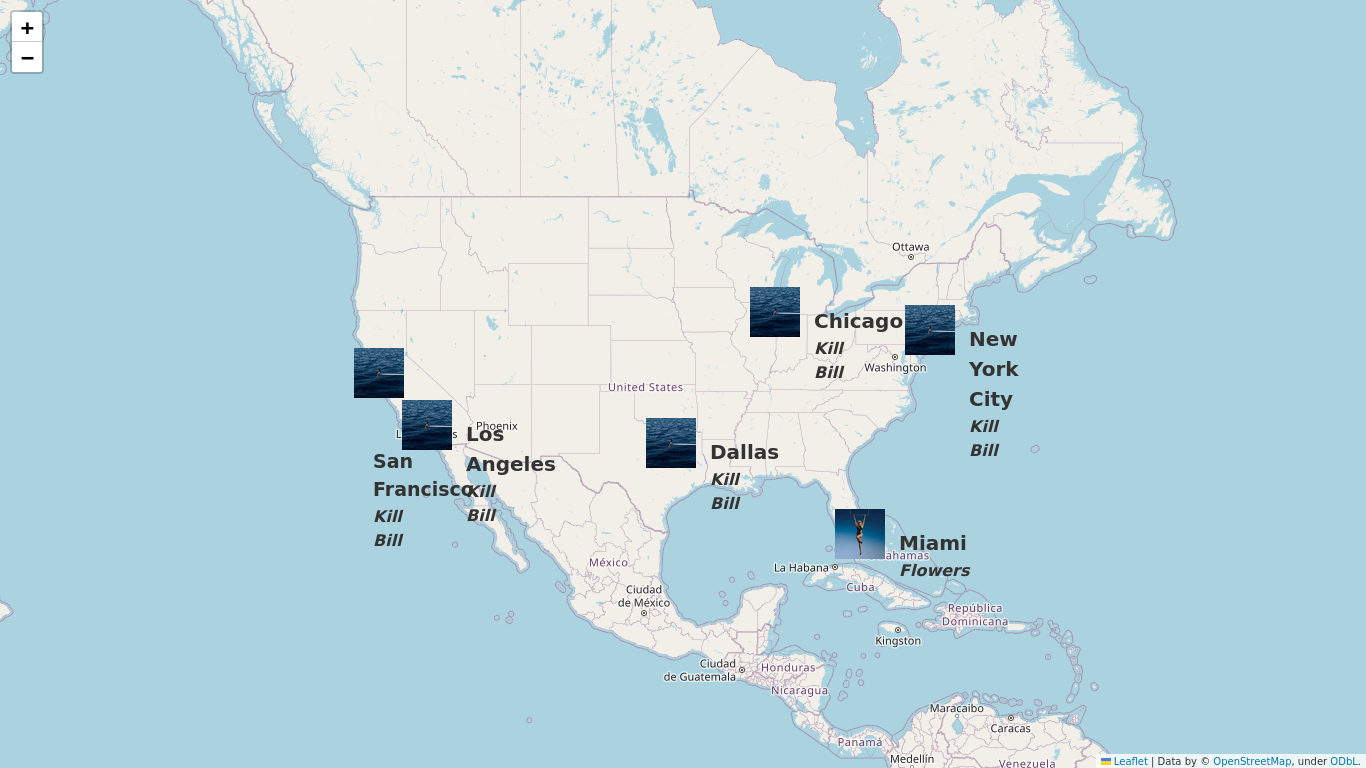 +
−
Ottawa
Chicago
Kill
Bill
New
York
City
Kill
Bill
Washington
United States
Phoenix
Los
Angeles
Kill
Bill
San
Francisco
Kill
Bill
Dallas
Kill
Bill
Miami
Flowers
La Habana
Cuba
México
Ciudad
de México
República
Dominicana
Kingston
Ciudad
de Guatemala
Honduras
Nicaragua
Maracaibo
Caracas
Panamá
Medellín
Venezuela
Leaflet | Data by © OpenStreetMap, under ODbL.